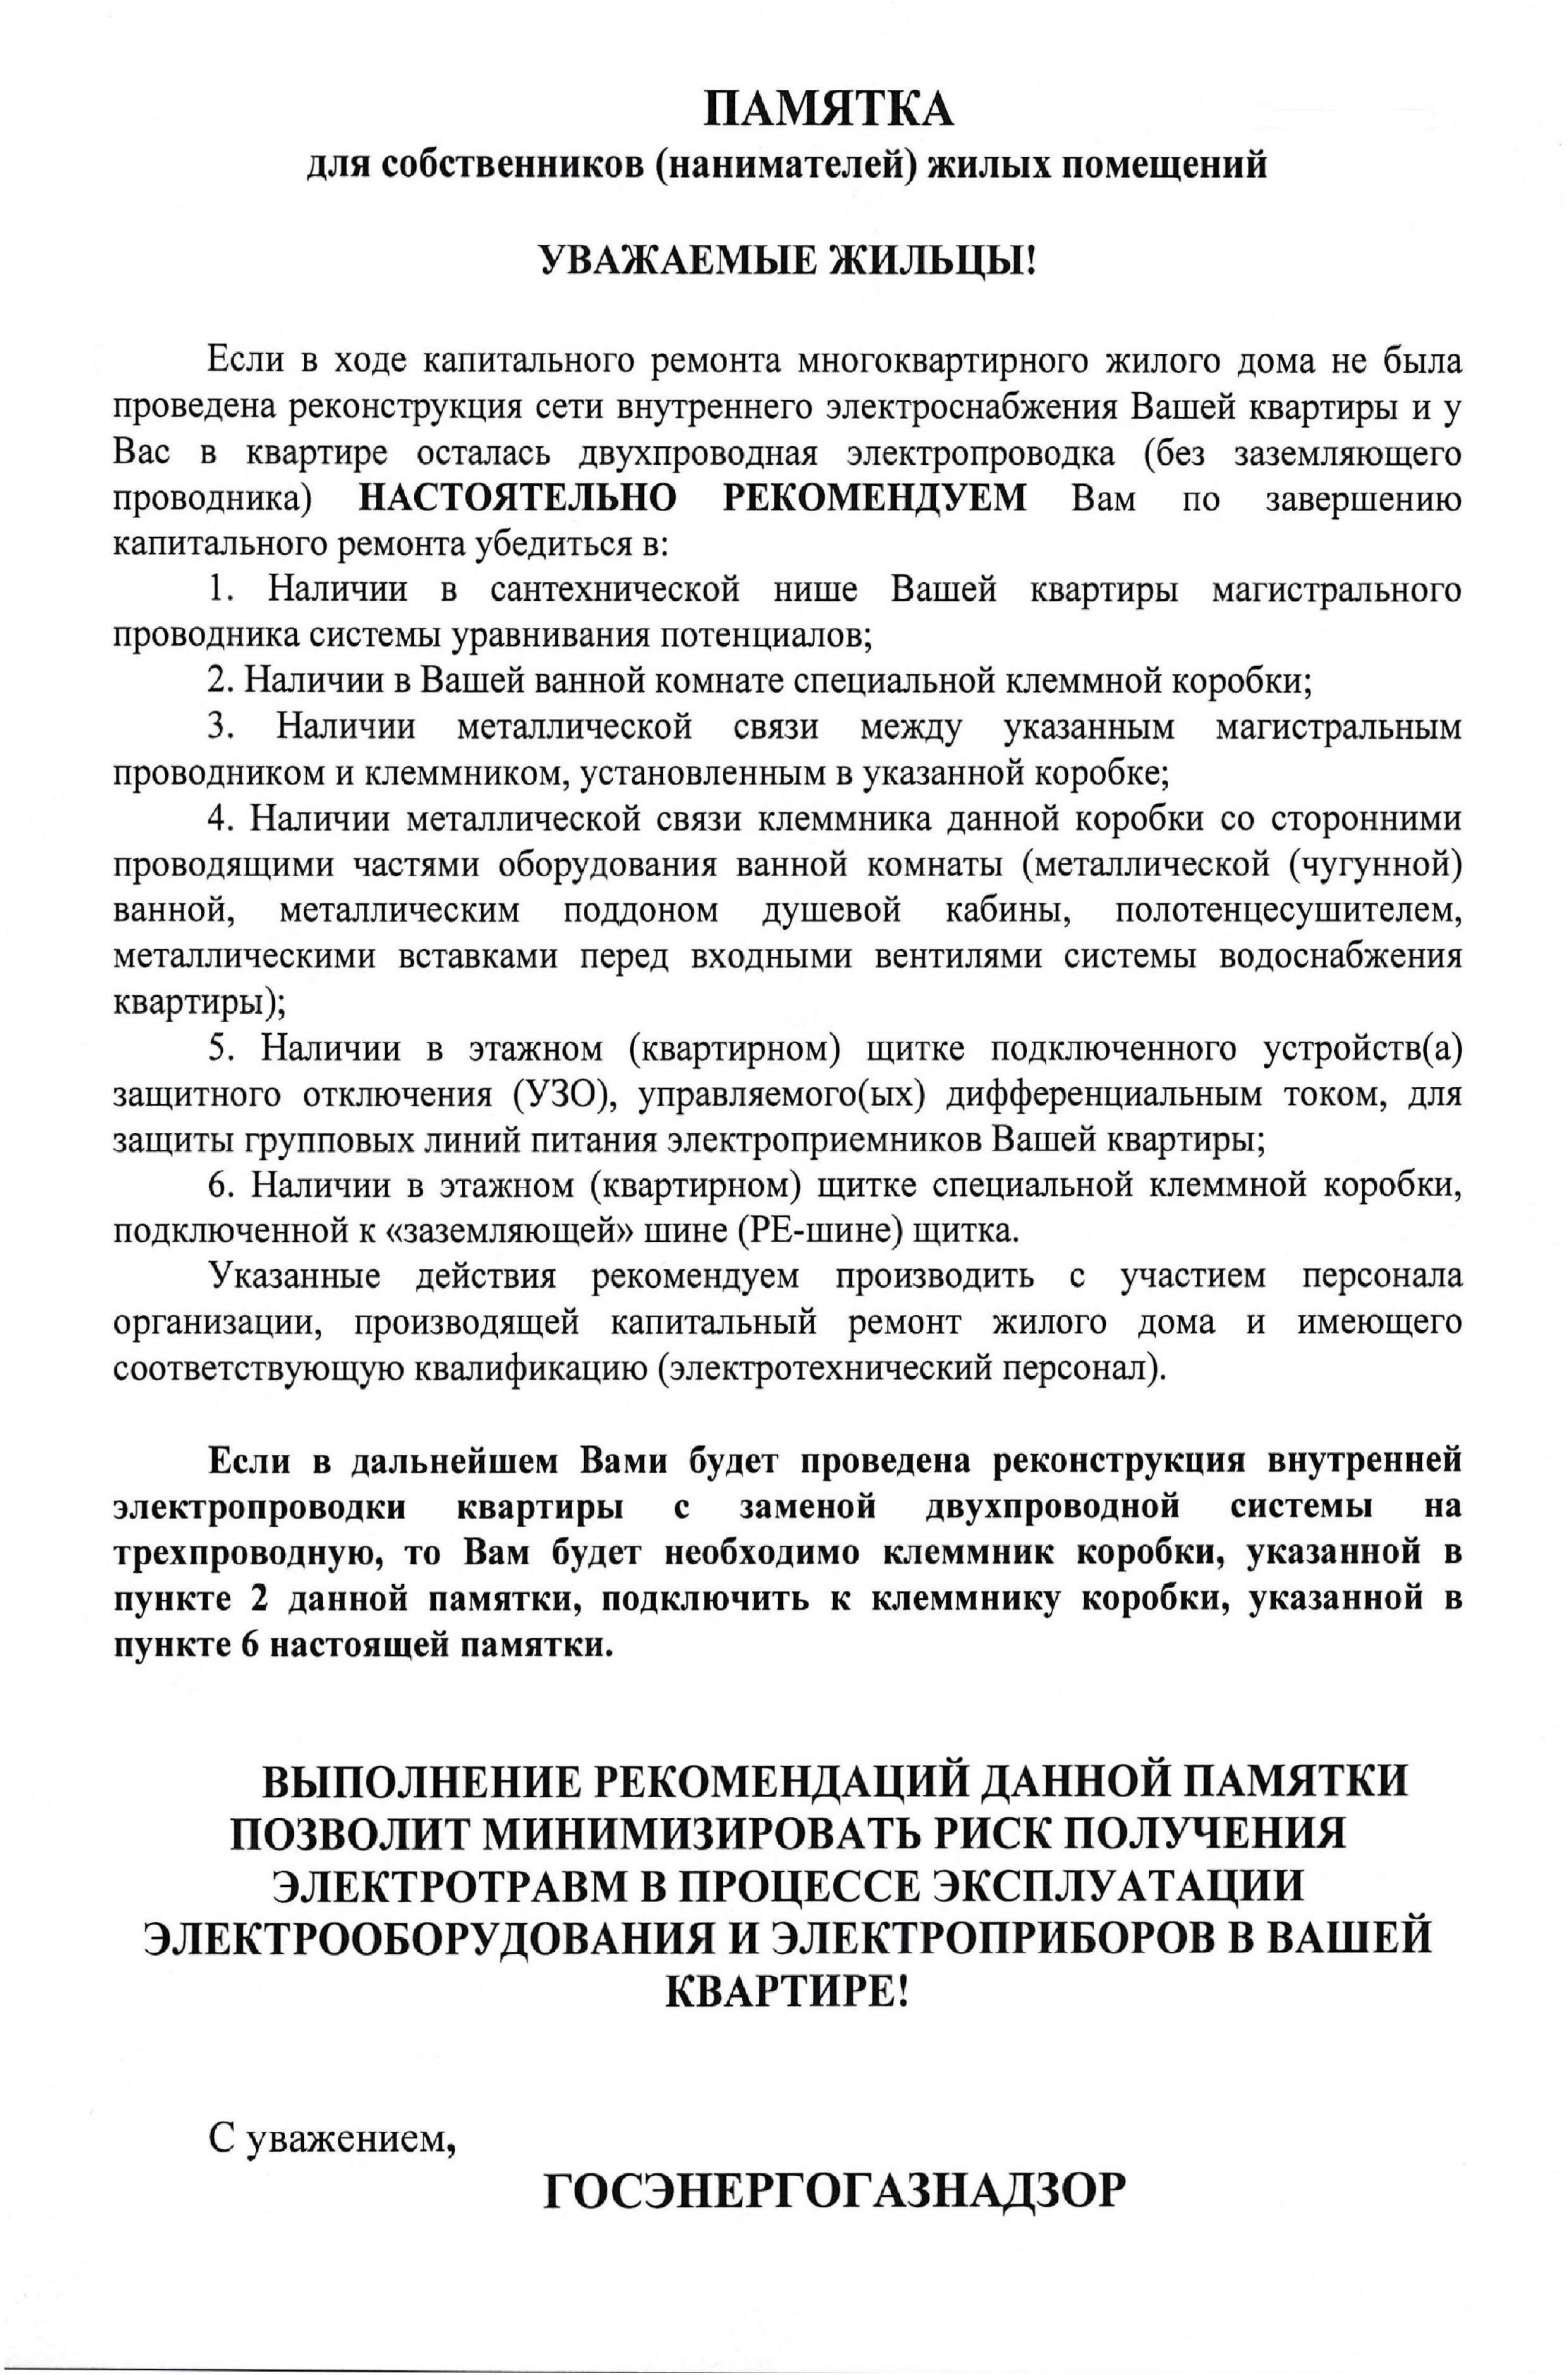 ПАМЯТКА
для собственников (нанимателей) жилых помещений
УВАЖАЕМЫЕ ЖИЛЬЦЫ!
Если в ходе капитального ремонта многоквартирного жилого дома не была
проведена реконструкция сети внутреннего электроснабжения Вашей квартиры и у
Вас в квартире осталась двухпроводная электропроводка (без заземляющего
проводника) НАСТОЯТЕЛЬНО РЕКОМЕНДУЕМ Вам по завершению
капитального ремонта убедиться в:
1. Наличии в сантехнической нише Вашей квартиры магистрального
проводника системы уравнивания потенциалов;
2. Наличии в Вашей ванной комнате специальной клеммной коробки;
3. Наличии металлической связи между указанным магистральным
проводником и клеммником, установленным в указанной коробке;
4. Наличии металлической связи клеммника данной коробки со сторонними
проводящими частями оборудования ванной комнаты (металлической (чугунной)
ванной, металлическим поддоном душевой кабины, полотенцесушителем,
металлическими вставками перед входными вентилями системы водоснабжения
квартиры);
5. Наличии в этажном (квартирном) щитке подключенного устройств(а)
защитного отключения (УЗО), управляемого(ых) дифференциальным током, для
защиты групповых линий питания электроприемников Вашей квартиры;
6. Наличии в этажном (квартирном) щитке специальной клеммной коробки,
подключенной к «заземляющей» шине (РЕ-шине) щитка.
Указанные действия рекомендуем производить с участием персонала
организации, производящей капитальный ремонт жилого дома и имеющего
соответствующую квалификацию (электротехнический персонал).
Если в дальнейшем Вами будет проведена реконструкция внутренней
электропроводки квартиры с заменой двухпроводной системы на
трехпроводную, то Вам будет необходимо клеммник коробки, указанной в
пункте 2 данной памятки, подключить к клеммнику коробки, указанной в
пункте 6 настоящей памятки.
ВЫПОЛНЕНИЕ РЕКОМЕНДАЦИЙ ДАННОЙ ПАМЯТКИ
ПОЗВОЛИТ МИНИМИЗИРОВАТЬ РИСК ПОЛУЧЕНИЯ
ЭЛЕКТРОТРАВМ В ПРОЦЕССЕ ЭКСПЛУАТАЦИИ
ЭЛЕКТРООБОРУДОВАНИЯ И ЭЛЕКТРОПРИБОРОВ В ВАШЕЙ
КВАРТИРЕ!
С уважением,
ГОСЭНЕРГОГАЗНАДЗОР